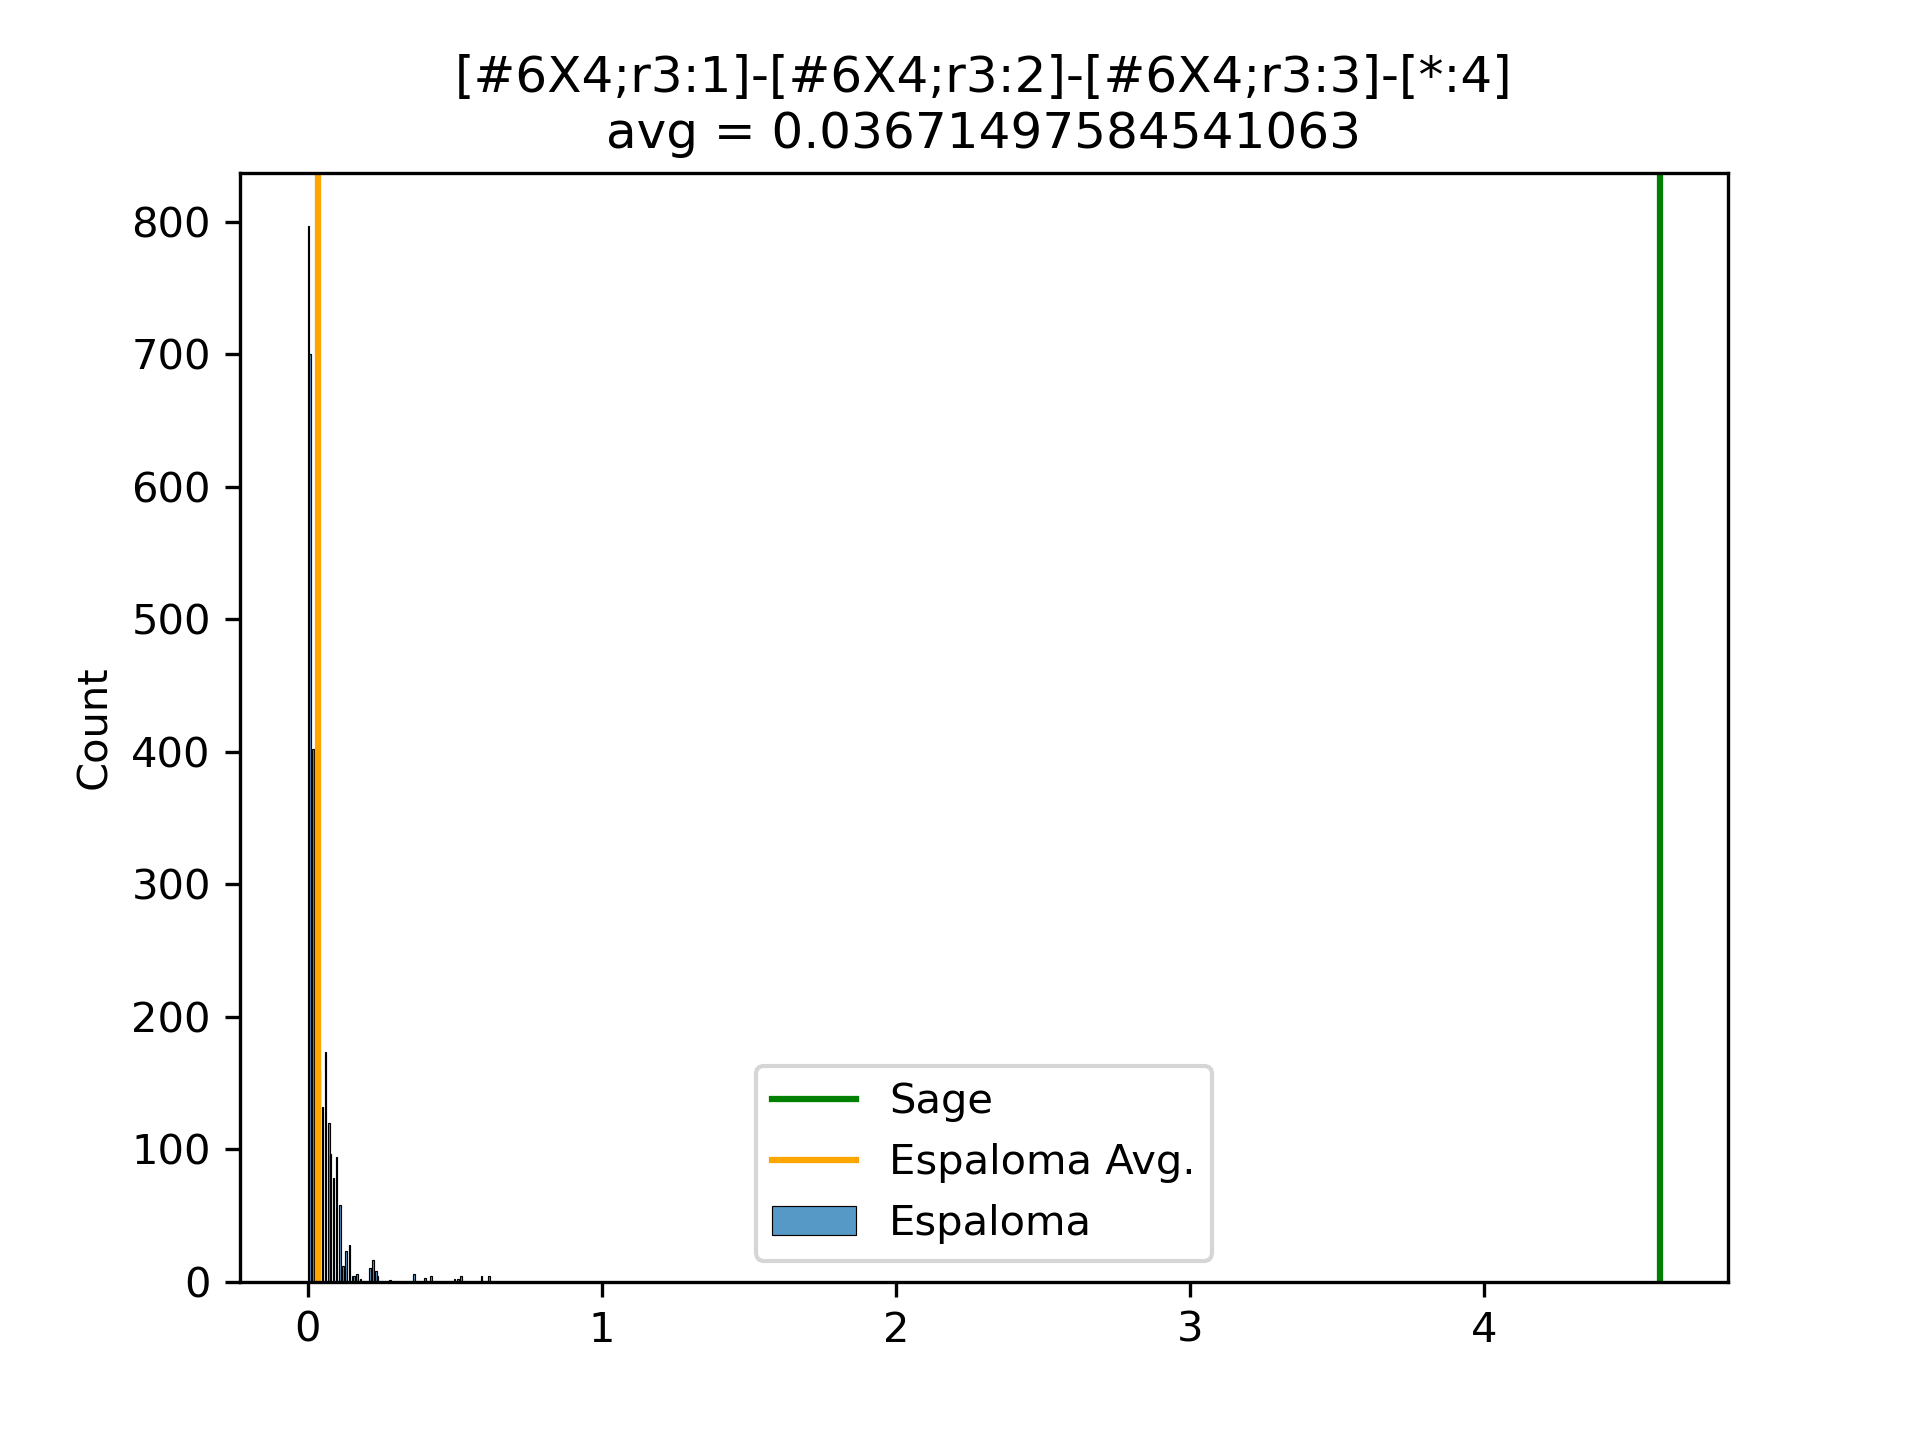 [#6X4;r3:1]-[#6X4;r3:2]-[#6X4;r3:3]-[*:4]
avg = 0.03671497584541063
800
700
600
500
400
300
200
100
0
Count
Sage
Espaloma Avg.
Espaloma
0 1 2 3 4